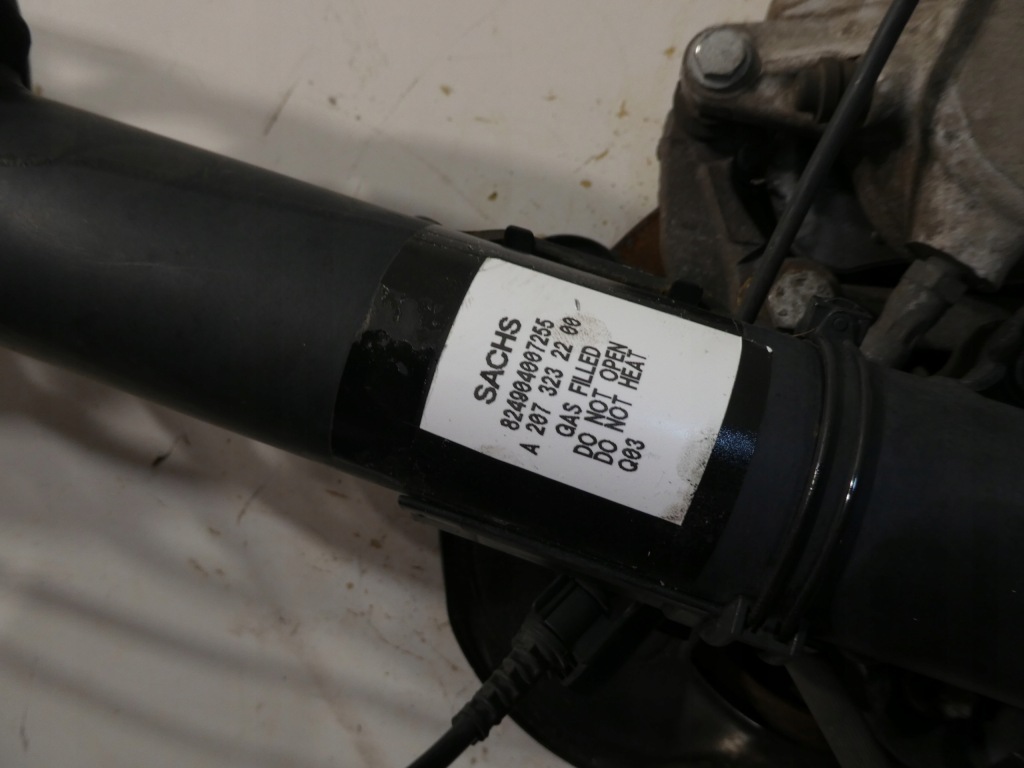 SACHS
824904007255
A 207 323 22 00
GAS FILLED
DO NOT OPEN
DO NOT HEAT
Q03